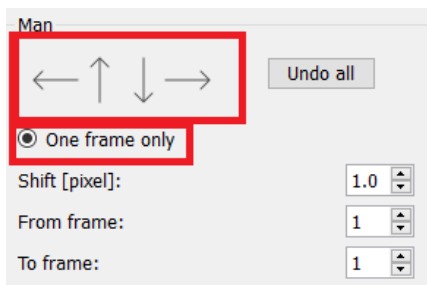 Man
Undo all
One frame only
Shift [pixel]: 1.0
From frame: 1
To frame: 1